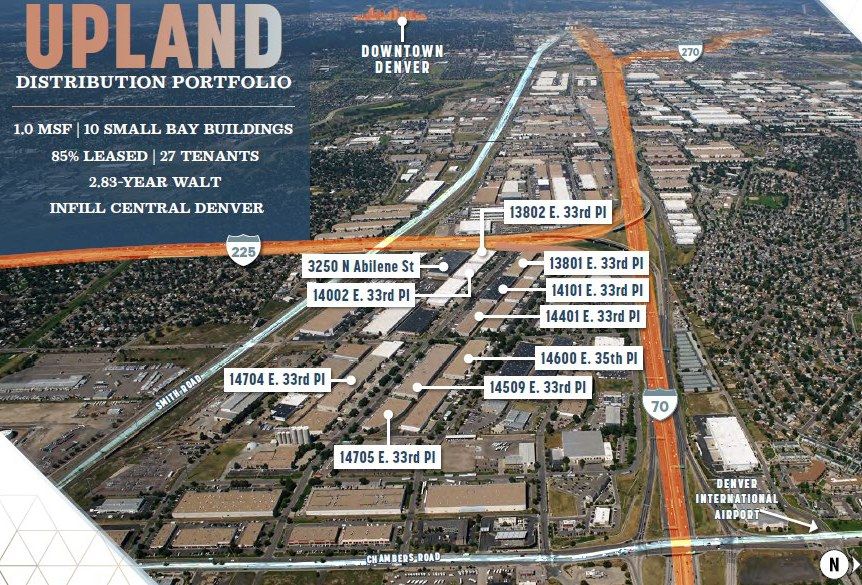 UPLAND
DISTRIBUTION PORTFOLIO
1.0 MSF | 10 SMALL BAY BUILDINGS
85% LEASED | 27 TENANTS
2.83-YEAR WALT
INFILL CENTRAL DENVER
DOWNTOWN
DENVER
270
13802 E. 33rd Pl
225
3250 N Abilene St
13801 E. 33rd Pl
14002 E. 33rd Pl
14101 E. 33rd Pl
14401 E. 33rd Pl
14600 E. 35th Pl
14704 E. 33rd Pl
14509 E. 33rd Pl
SMITH ROAD
70
14705 E. 33rd Pl
DENVER
INTERNATIONAL
AIRPORT
CHAMBERS ROAD
N